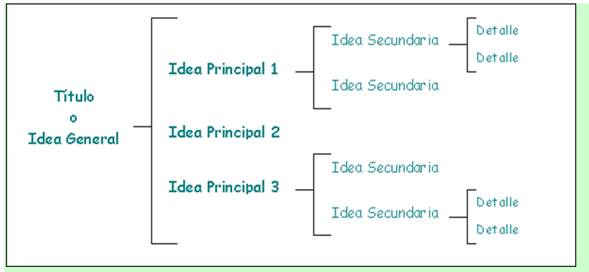 Título
o
Idea General
Idea Principal 1
Idea Secundaria
Detalle
Detalle
Idea Secundaria
Idea Principal 2
Idea Principal 3
Idea Secundaria
Idea Secundaria
Detalle
Detalle